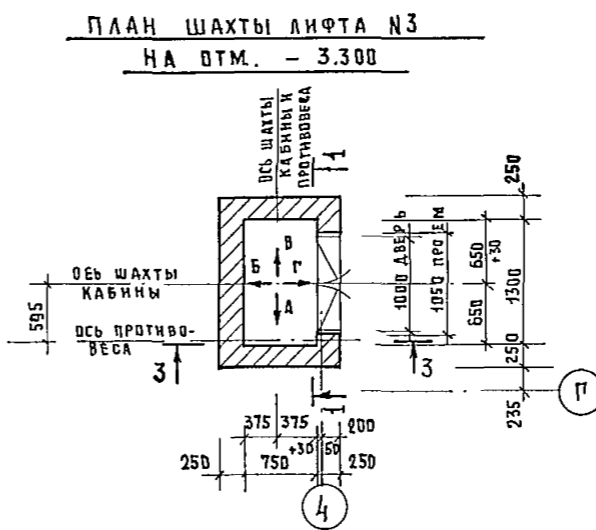 ПЛАН ШАХТЫ ЛИФТА N3
НА ОТМ. - 3.300
ОСЬ ШАХТЫ
КАБИНЫ И
ПРОТИВОВЕСА
1
250
В
Б Г
А
ОСЬ ШАХТЫ
КАБИНЫ
595
ОСЬ ПРОТИВО-
ВЕСА
3
3
1000 ДВЕРЬ
1050 ПРОЕМ
650
+30
650
1300
250
235
Г
1
375 375 200
+30 50
250 750 250
4